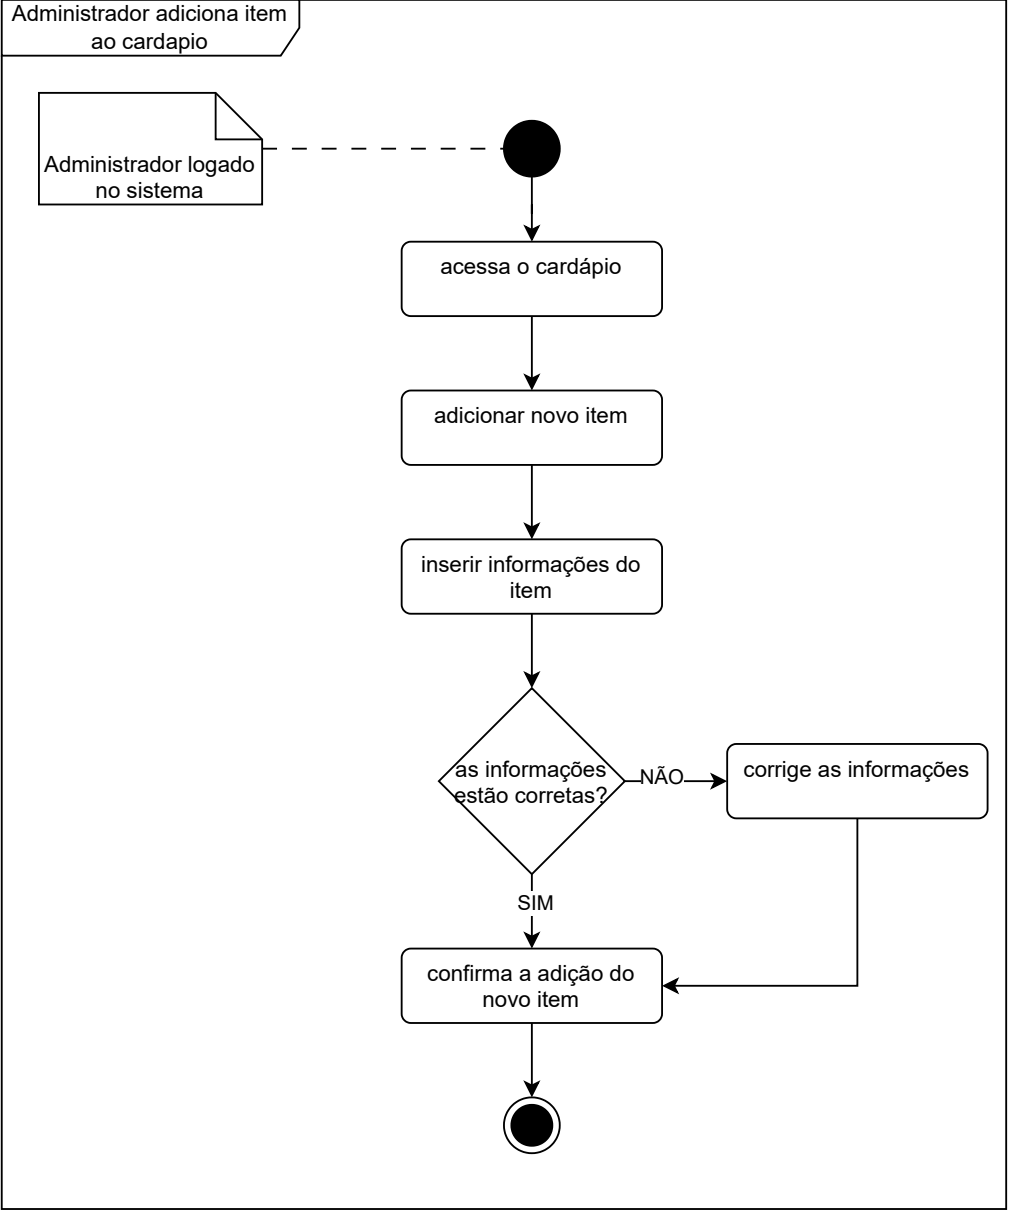 Administrador adiciona item
ao cardapio
Administrador logado
no sistema
acessa o cardápio
adicionar novo item
inserir informações do
item
as informações
estão corretas?
NÃO
corrige as informações
SIM
confirma a adição do
novo item